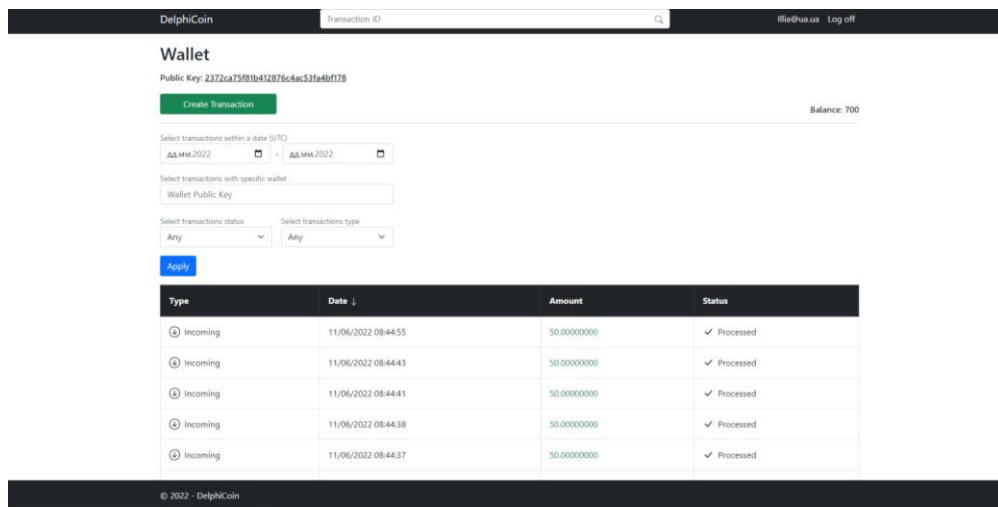 DelphiCoin Transaction ID Illia@ua.ua Log off
Wallet
Public Key: 2372ca75f81b412876c4ac53fa4bf178
Create Transaction
Balance: 700
Select transactions within a date (UTC)
дд.мм.2022 - дд.мм.2022
Select transactions with specific wallet
Wallet Public Key
Select transactions status Select transactions type
Any Any
Apply
Type Date ↓ Amount Status
Incoming 11/06/2022 08:44:55 50.00000000 Processed
Incoming 11/06/2022 08:44:43 50.00000000 Processed
Incoming 11/06/2022 08:44:41 50.00000000 Processed
Incoming 11/06/2022 08:44:38 50.00000000 Processed
Incoming 11/06/2022 08:44:37 50.00000000 Processed
© 2022 - DelphiCoin